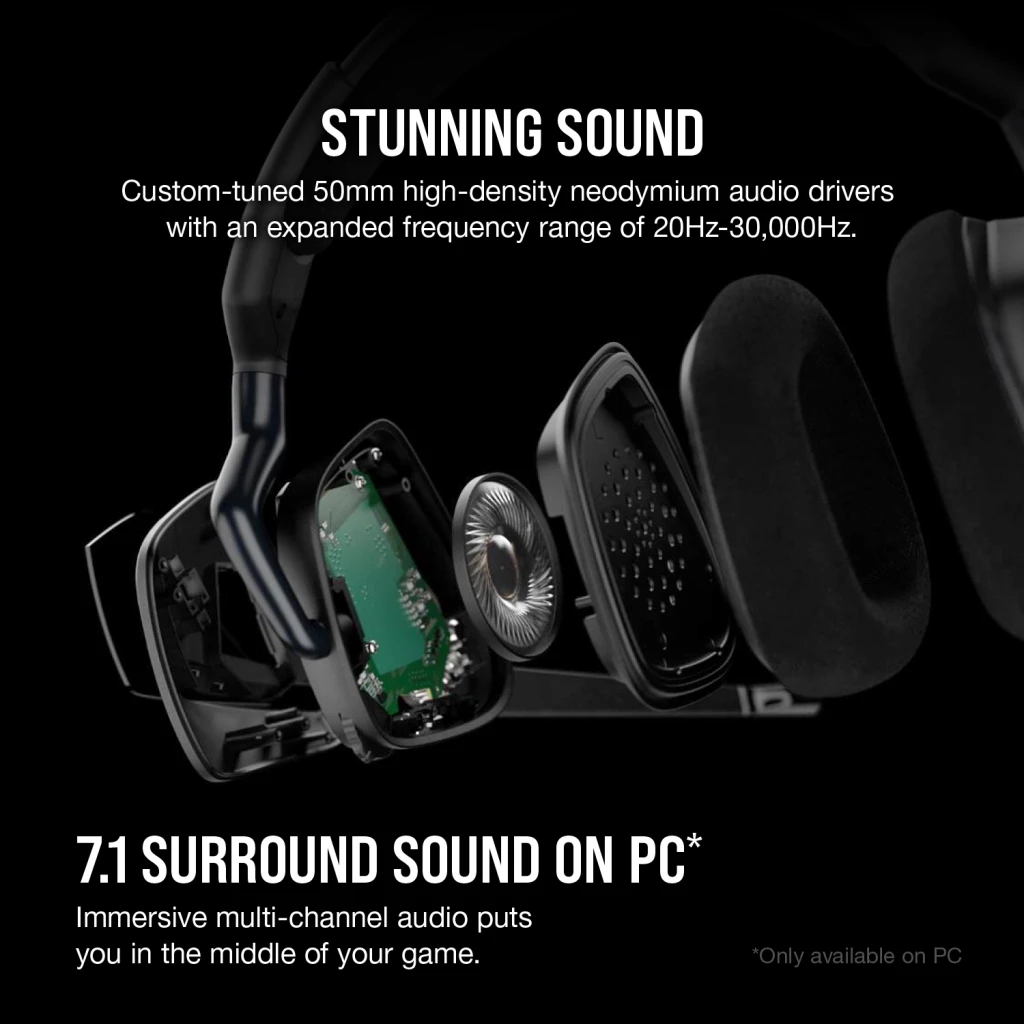 STUNNING SOUND
Custom-tuned 50mm high-density neodymium audio drivers
with an expanded frequency range of 20Hz-30,000Hz.
7.1 SURROUND SOUND ON PC*
Immersive multi-channel audio puts
you in the middle of your game.
*Only available on PC